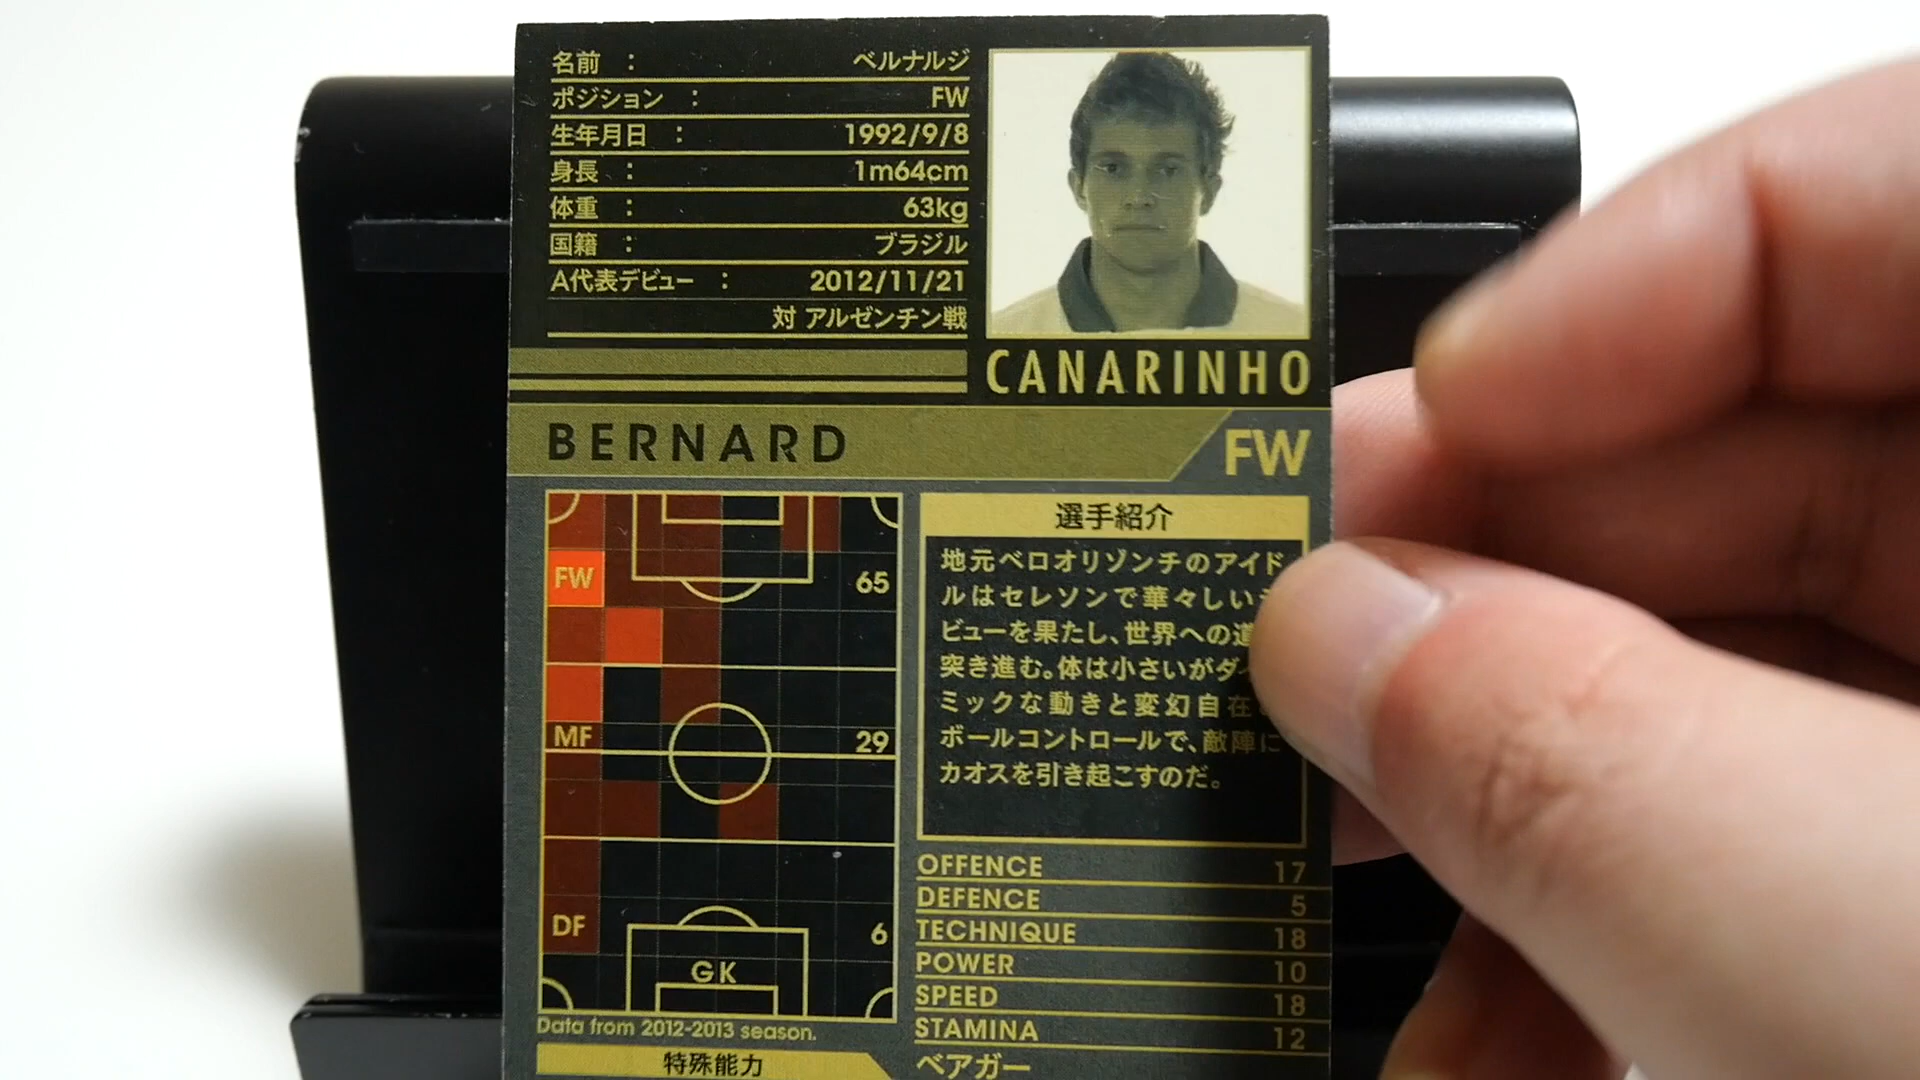 名前 : ベルナルジ
ポジション : FW
生年月日 : 1992/9/8
身長 : 1m64cm
体重 : 63kg
国籍 : ブラジル
A代表デビュー : 2012/11/21
対 アルゼンチン戦
CANARINHO
BERNARD
FW
FW 65
MF 29
DF 6
GK
Data from 2012-2013 season.
特殊能力
選手紹介
地元ベロオリゾンチのアイド
ルはセレソンで華々しい
ビューを果たし、世界への道
突き進む。体は小さいがダイ
ミックな動きと変幻自在
ボールコントロールで、敵陣に
カオスを引き起こすのだ。
OFFENCE 17
DEFENCE 5
TECHNIQUE 18
POWER 10
SPEED 18
STAMINA 12
ベアガー